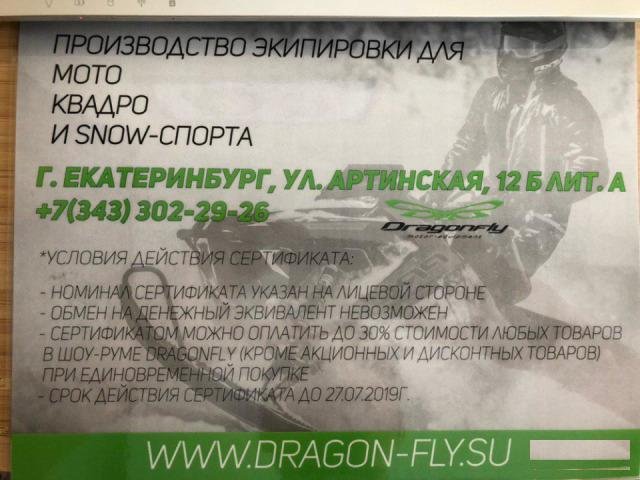 ПРОИЗВОДСТВО ЭКИПИРОВКИ ДЛЯ
МОТО
КВАДРО
И SNOW-СПОРТА
Г. ЕКАТЕРИНБУРГ, УЛ. АРТИНСКАЯ, 12 Б ЛИТ. А
+7(343) 302-29-26
Dragonfly
motor-equipment
*УСЛОВИЯ ДЕЙСТВИЯ СЕРТИФИКАТА:
- НОМИНАЛ СЕРТИФИКАТА УКАЗАН НА ЛИЦЕВОЙ СТОРОНЕ
- ОБМЕН НА ДЕНЕЖНЫЙ ЭКВИВАЛЕНТ НЕВОЗМОЖЕН
- СЕРТИФИКАТОМ МОЖНО ОПЛАТИТЬ ДО 30% СТОИМОСТИ ЛЮБЫХ ТОВАРОВ
В ШОУ-РУМЕ DRAGONFLY (КРОМЕ АКЦИОННЫХ И ДИСКОНТНЫХ ТОВАРОВ)
ПРИ ЕДИНОВРЕМЕННОЙ ПОКУПКЕ
- СРОК ДЕЙСТВИЯ СЕРТИФИКАТА ДО 27.07.2019Г.
WWW.DRAGON-FLY.SU